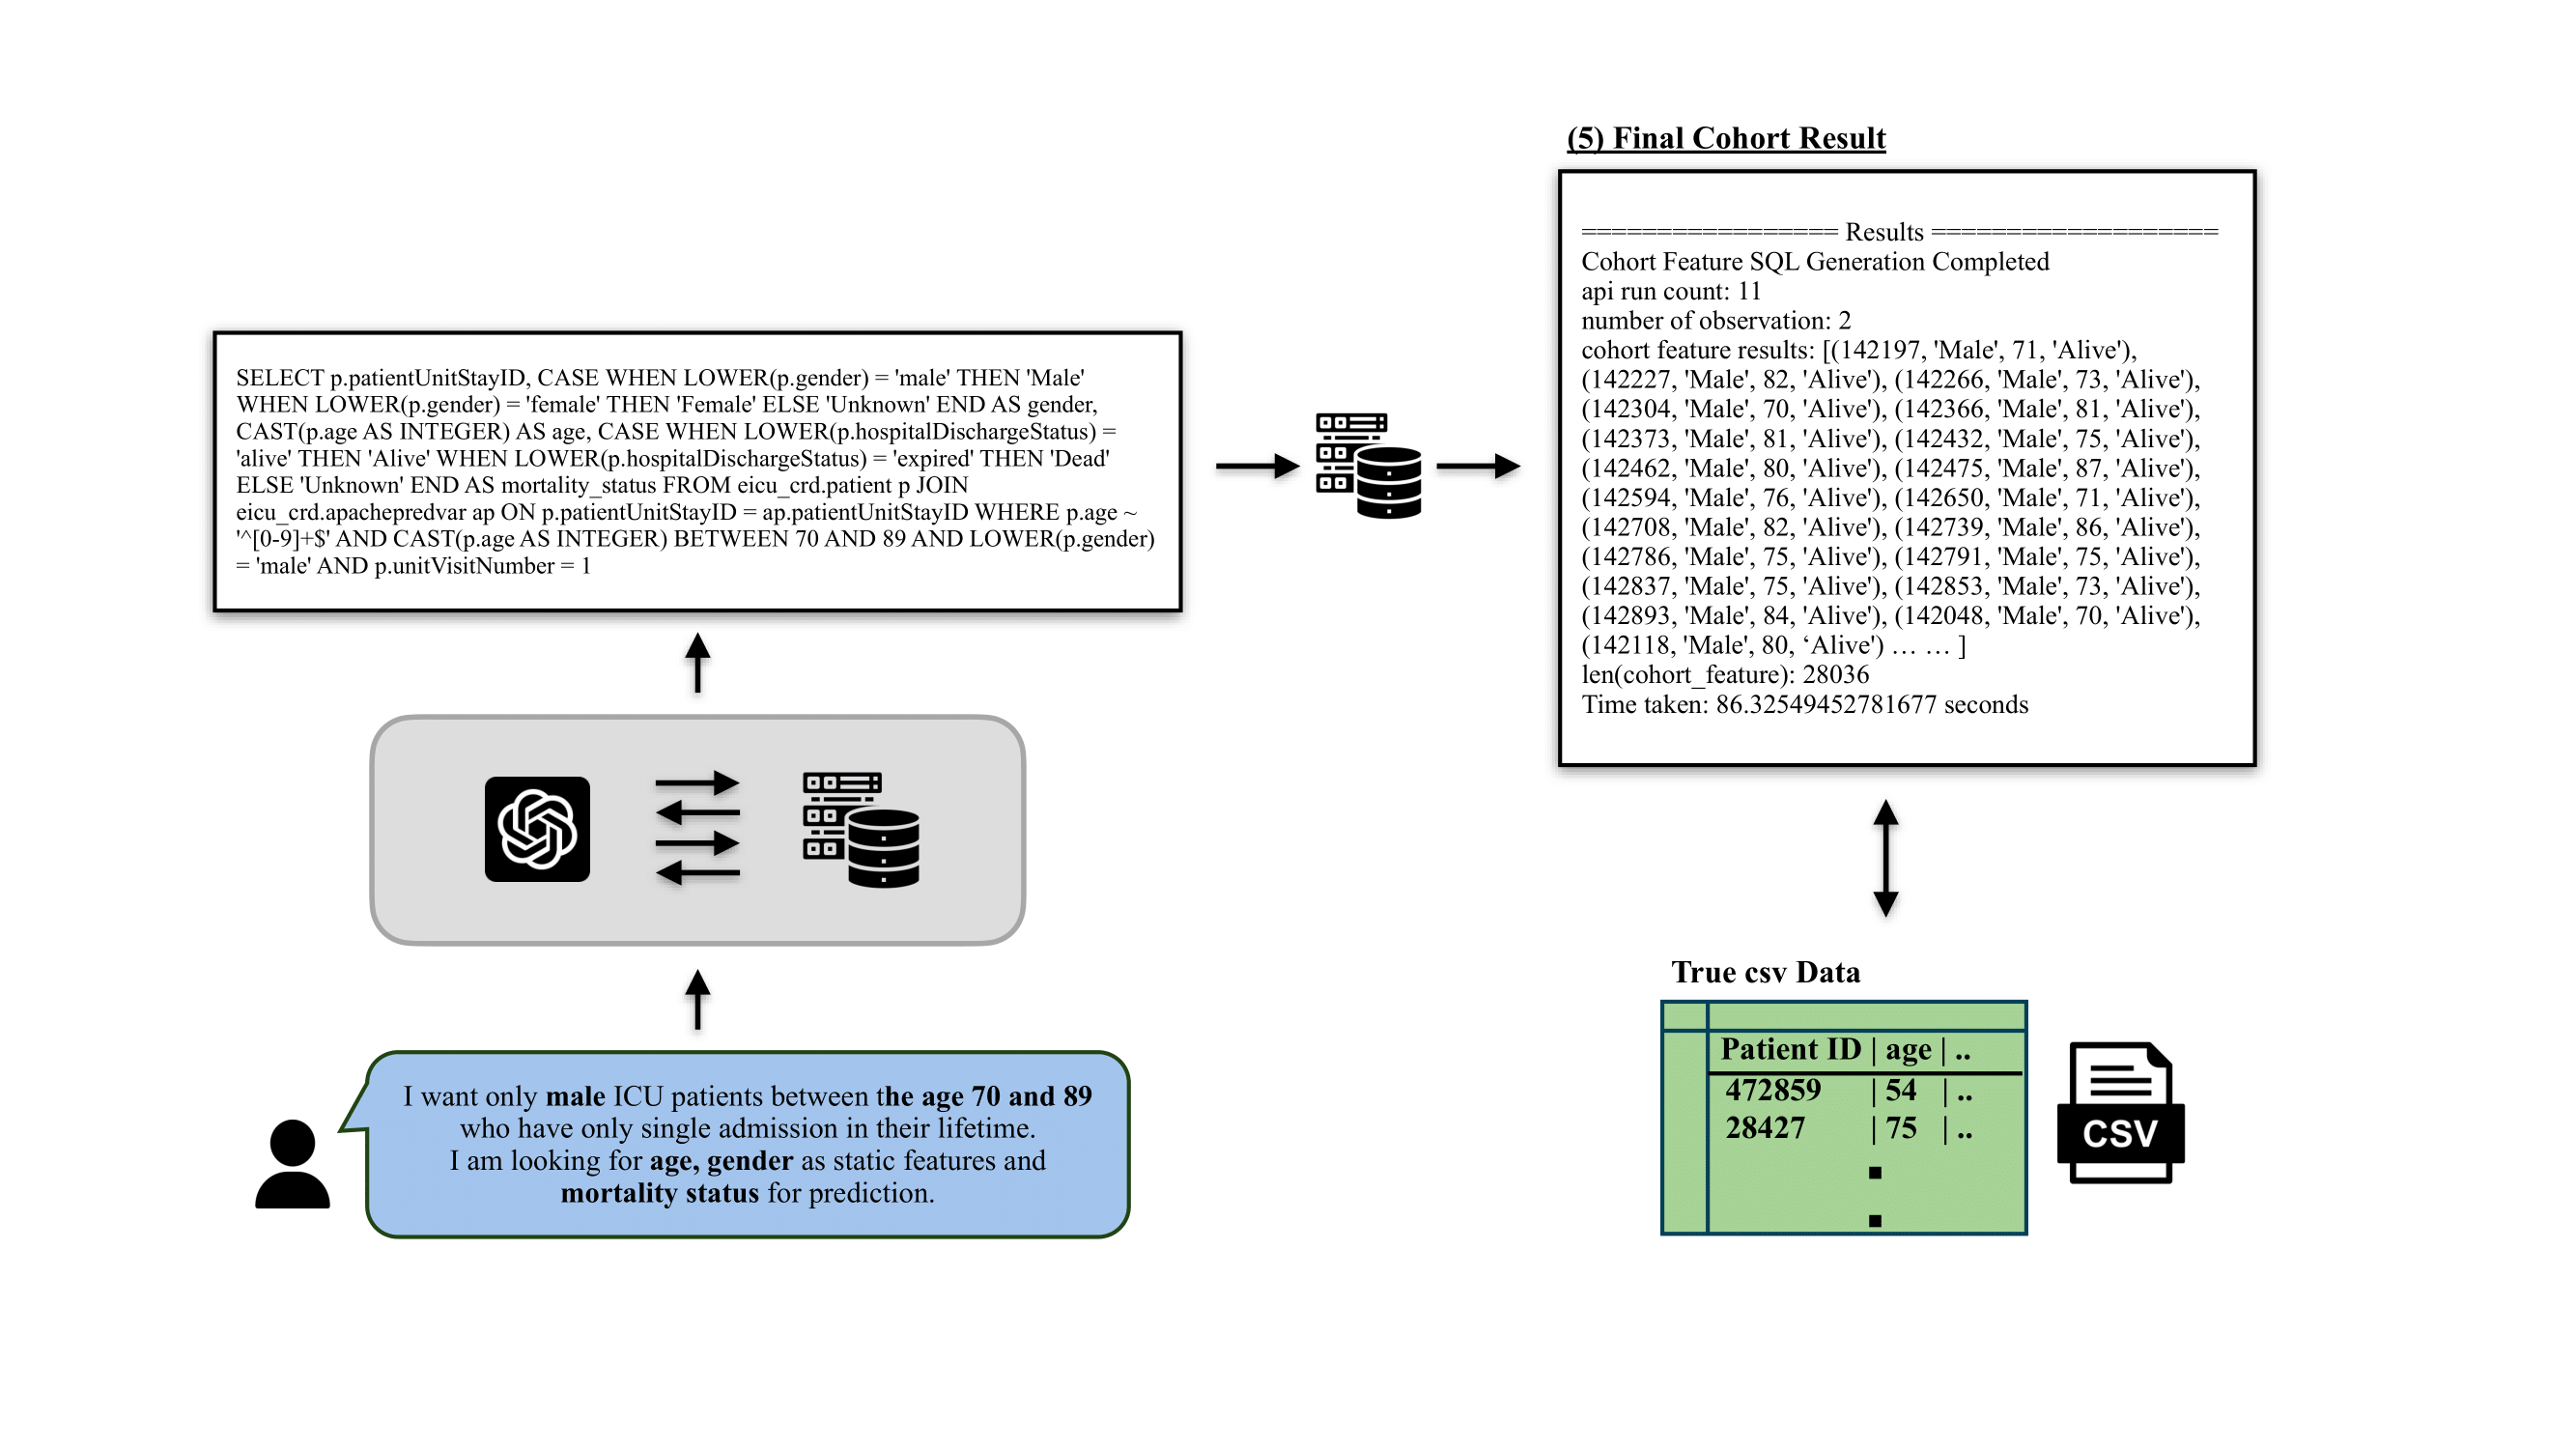 (5) Final Cohort Result
================= Results ===================
Cohort Feature SQL Generation Completed
api run count: 11
number of observation: 2
cohort feature results: [(142197, 'Male', 71, 'Alive'),
(142227, 'Male', 82, 'Alive'), (142266, 'Male', 73, 'Alive'),
(142304, 'Male', 70, 'Alive'), (142366, 'Male', 81, 'Alive'),
(142373, 'Male', 81, 'Alive'), (142432, 'Male', 75, 'Alive'),
(142462, 'Male', 80, 'Alive'), (142475, 'Male', 87, 'Alive'),
(142594, 'Male', 76, 'Alive'), (142650, 'Male', 71, 'Alive'),
(142708, 'Male', 82, 'Alive'), (142739, 'Male', 86, 'Alive'),
(142786, 'Male', 75, 'Alive'), (142791, 'Male', 75, 'Alive'),
(142837, 'Male', 75, 'Alive'), (142853, 'Male', 73, 'Alive'),
(142893, 'Male', 84, 'Alive'), (142048, 'Male', 70, 'Alive'),
(142118, 'Male', 80, ‘Alive') … … ]
len(cohort_feature): 28036
Time taken: 86.32549452781677 seconds
SELECT p.patientUnitStayID, CASE WHEN LOWER(p.gender) = 'male' THEN 'Male'
WHEN LOWER(p.gender) = 'female' THEN 'Female' ELSE 'Unknown' END AS gender,
CAST(p.age AS INTEGER) AS age, CASE WHEN LOWER(p.hospitalDischargeStatus) =
'alive' THEN 'Alive' WHEN LOWER(p.hospitalDischargeStatus) = 'expired' THEN 'Dead'
ELSE 'Unknown' END AS mortality_status FROM eicu_crd.patient p JOIN
eicu_crd.apachepredvar ap ON p.patientUnitStayID = ap.patientUnitStayID WHERE p.age ~
'^[0-9]+$' AND CAST(p.age AS INTEGER) BETWEEN 70 AND 89 AND LOWER(p.gender)
= 'male' AND p.unitVisitNumber = 1
I want only male ICU patients between the age 70 and 89
who have only single admission in their lifetime.
I am looking for age, gender as static features and
mortality status for prediction.
True csv Data
Patient ID | age | ..
472859 | 54 | ..
28427 | 75 | ..
CSV